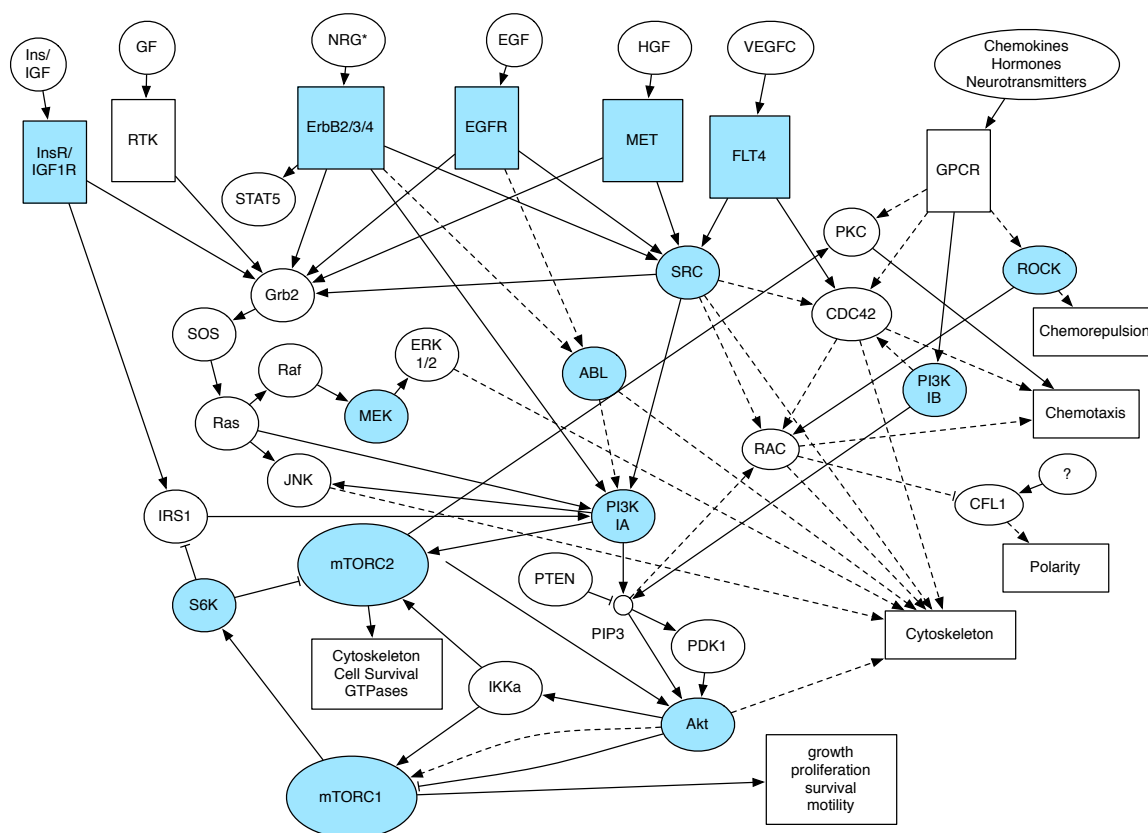 Ins/
IGF
GF
NRG*
EGF
HGF
VEGFC
Chemokines
Hormones
Neurotransmitters
InsR/
IGF1R
RTK
ErbB2/3/4
EGFR
MET
FLT4
GPCR
STAT5
PKC
Grb2
SRC
ROCK
CDC42
SOS
Chemorepulsion
ERK
1/2
Raf
ABL
PI3K
IB
MEK
Chemotaxis
Ras
RAC
JNK
?
IRS1
PI3K
IA
CFL1
mTORC2
Polarity
PTEN
S6K
PIP3
PDK1
Cytoskeleton
Cytoskeleton
Cell Survival
GTPases
IKKa
Akt
growth
proliferation
survival
motility
mTORC1